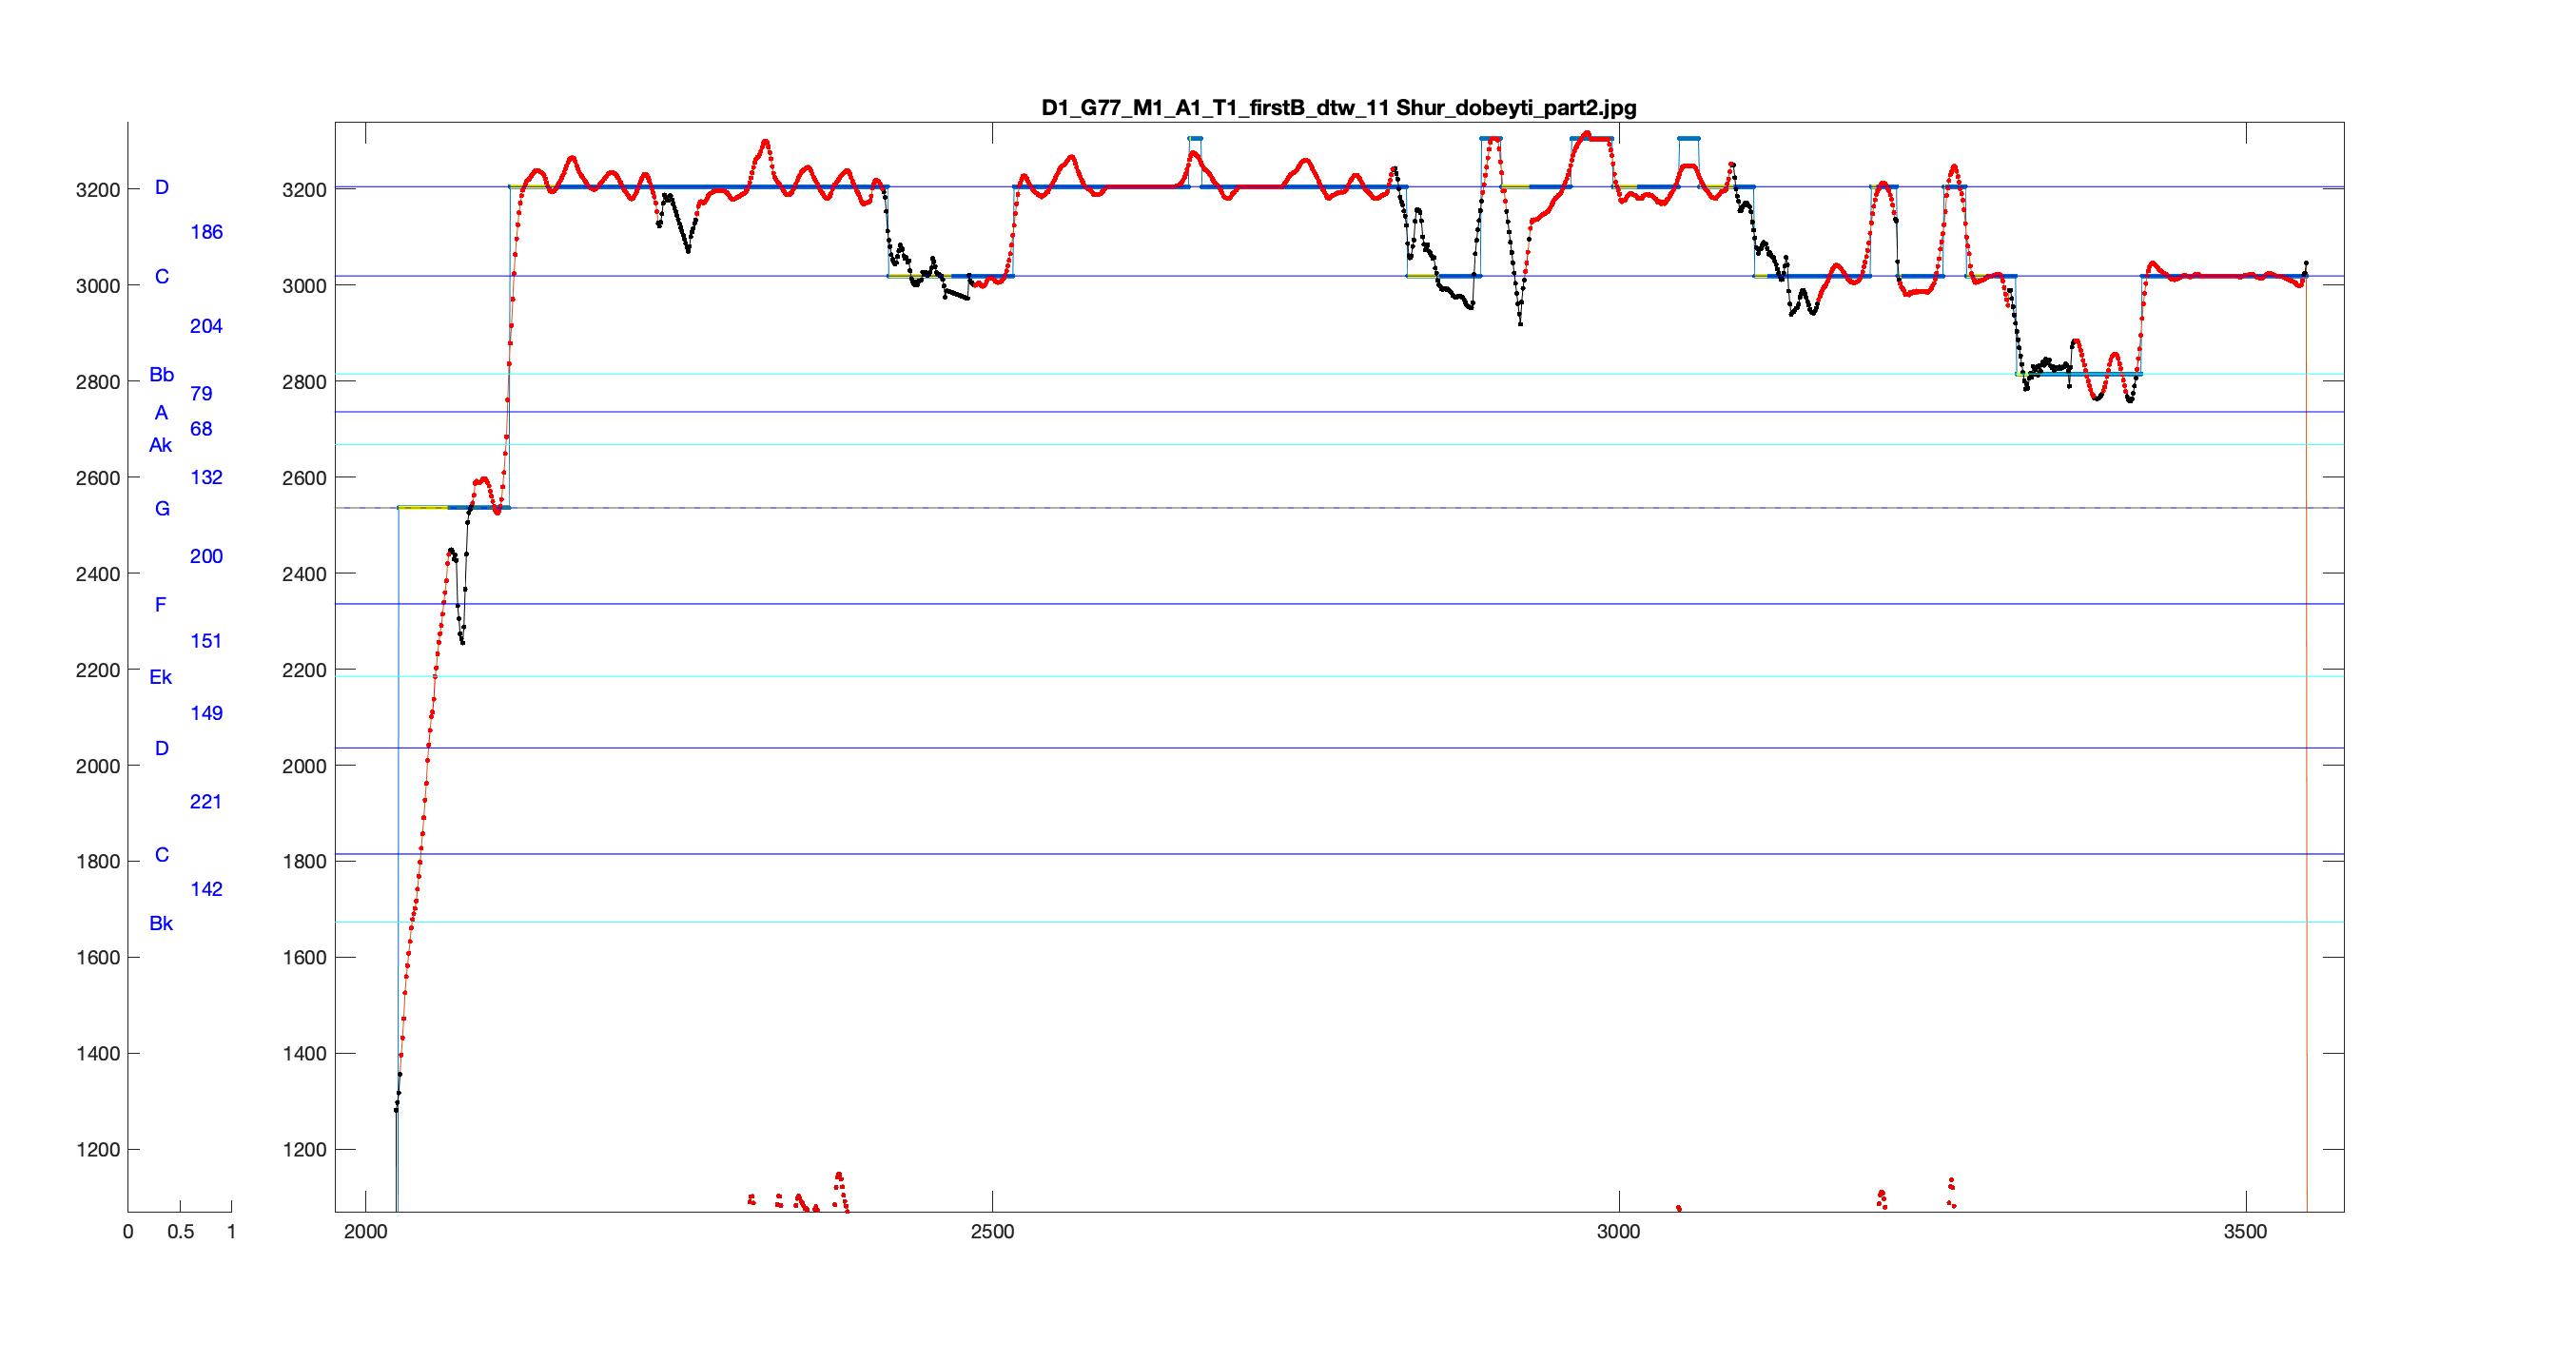 D1_G77_M1_A1_T1_firstB_dtw_11 Shur_dobeyti_part2.jpg
3200 D 3200
186
C
3000 3000
204
2800 Bb 2800
79
A
68
Ak
2600 132 2600
G
200
2400 2400
F
151
2200 Ek 2200
149
D
2000 2000
221
1800 C 1800
142
Bk
1600 1600
1400 1400
1200 1200
0 0.5 1 2000 2500 3000 3500